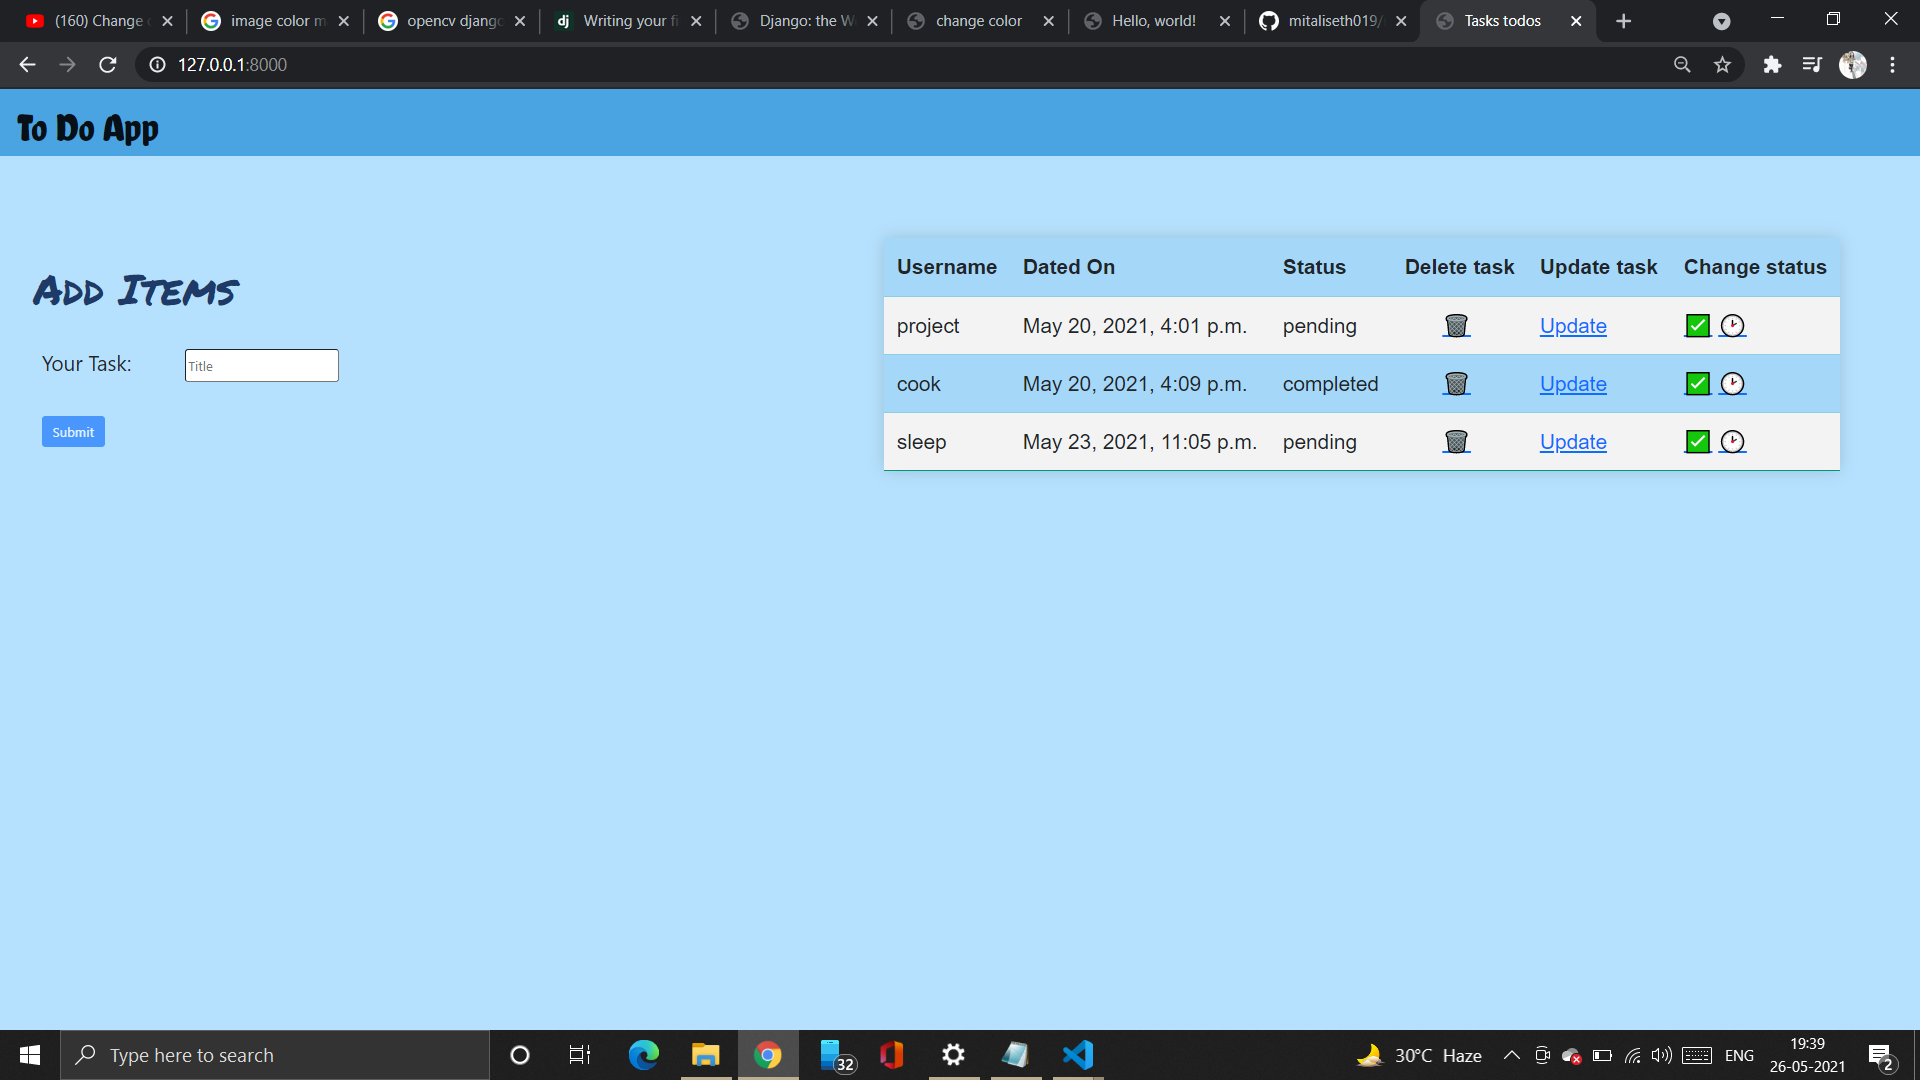 (160) Change
image color m
opencv django
Writing your fi
Django: the W
change color
Hello, world!
mitaliseth019/
Tasks todos
127.0.0.1:8000
To Do App
Add Items
Your Task: Title
Submit
Username Dated On Status Delete task Update task Change status
project May 20, 2021, 4:01 p.m. pending Update
cook May 20, 2021, 4:09 p.m. completed Update
sleep May 23, 2021, 11:05 p.m. pending Update
Type here to search
32
30°C Haze
ENG
19:39
26-05-2021
2